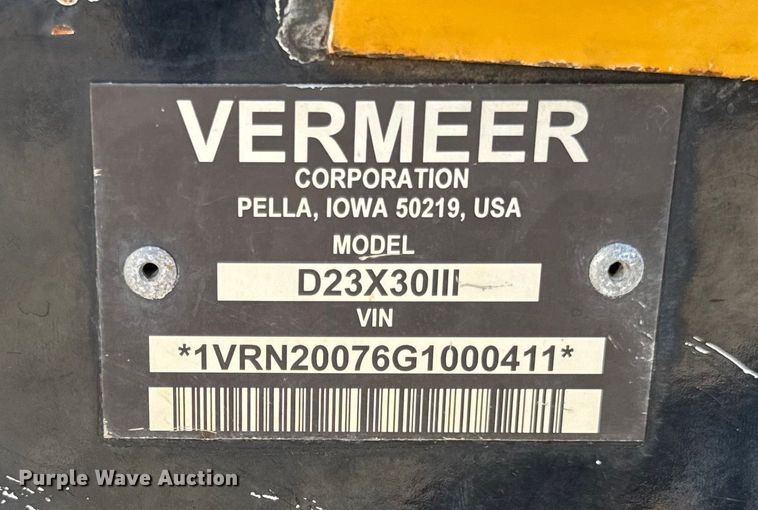 VERMEER
CORPORATION
PELLA, IOWA 50219, USA
MODEL
D23X30III
VIN
*1VRN20076G1000411*
Purple Wave Auction